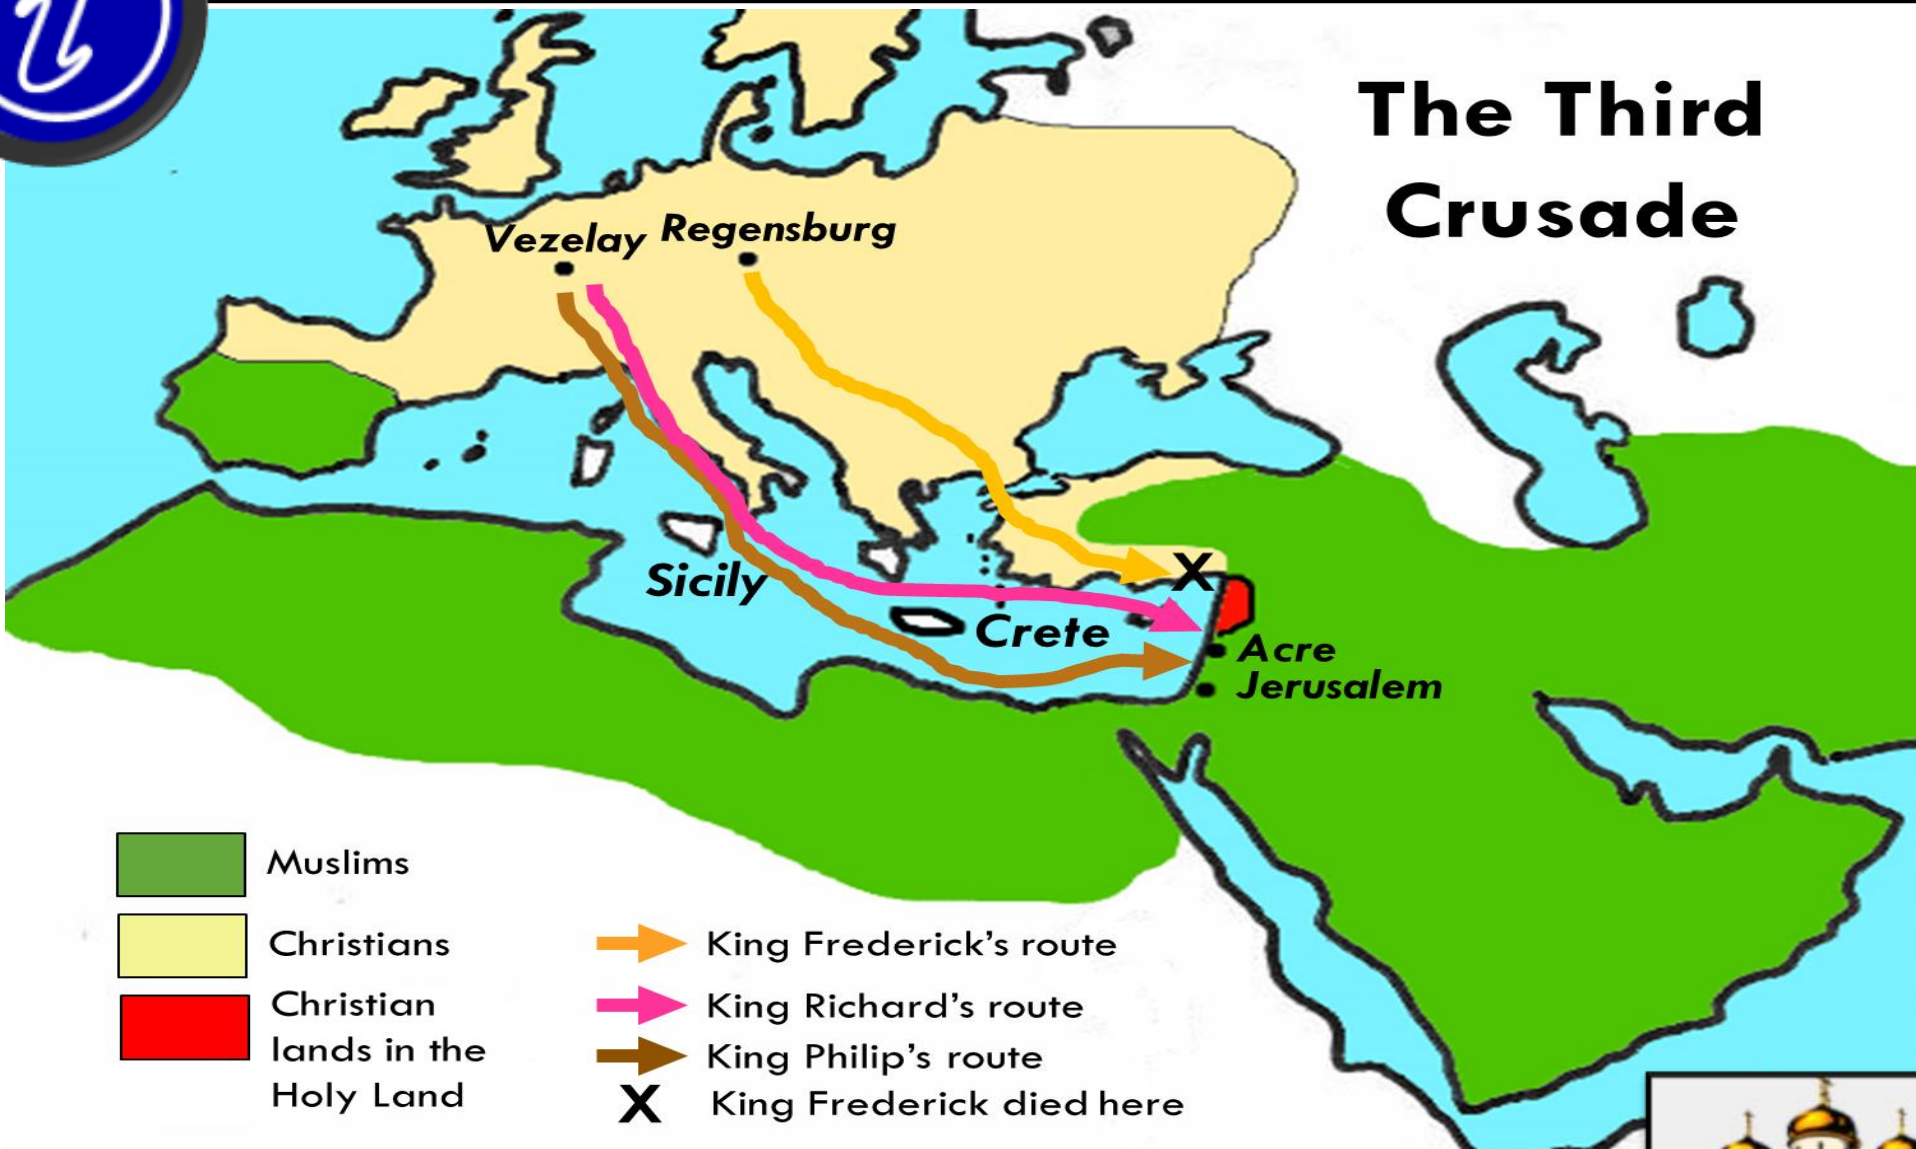 i
The Third
Crusade
Vezelay
Regensburg
Sicily
Crete
Acre
Jerusalem
Muslims
Christians
Christian
lands in the
Holy Land
King Frederick's route
King Richard's route
King Philip's route
X
X King Frederick died here